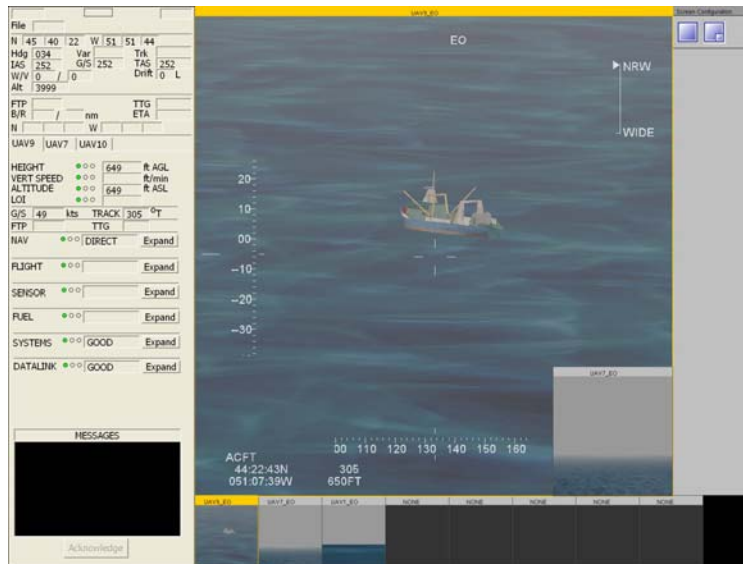 File
N 45 40 22 W 51 51 44
Hdg 034 Var Trk
IAS 252 G/S 252 TAS 252
W/V 0 / 0 Drift 0 L
Alt 3999
FTP TTG
B/R / nm ETA
N W
UAV9 UAV7 UAV10
HEIGHT 649 ft AGL
VERT SPEED ft/min
ALTITUDE 649 ft ASL
LOI
G/S 49 kts TRACK 305 °T
FTP TTG
NAV DIRECT Expand
FLIGHT Expand
SENSOR Expand
FUEL Expand
SYSTEMS GOOD Expand
DATALINK GOOD Expand
MESSAGES
Acknowledge
UAV9_EO
EO
NRW
WIDE
20
10
00
-10
-20
-30
00 110 120 130 140 150 160
ACFT
44:22:43N 305
051:07:39W 650FT
UAV7_EO
UAV9_EO UAV7_EO UAV7_EO NONE NONE NONE NONE NONE
Screen Configuration